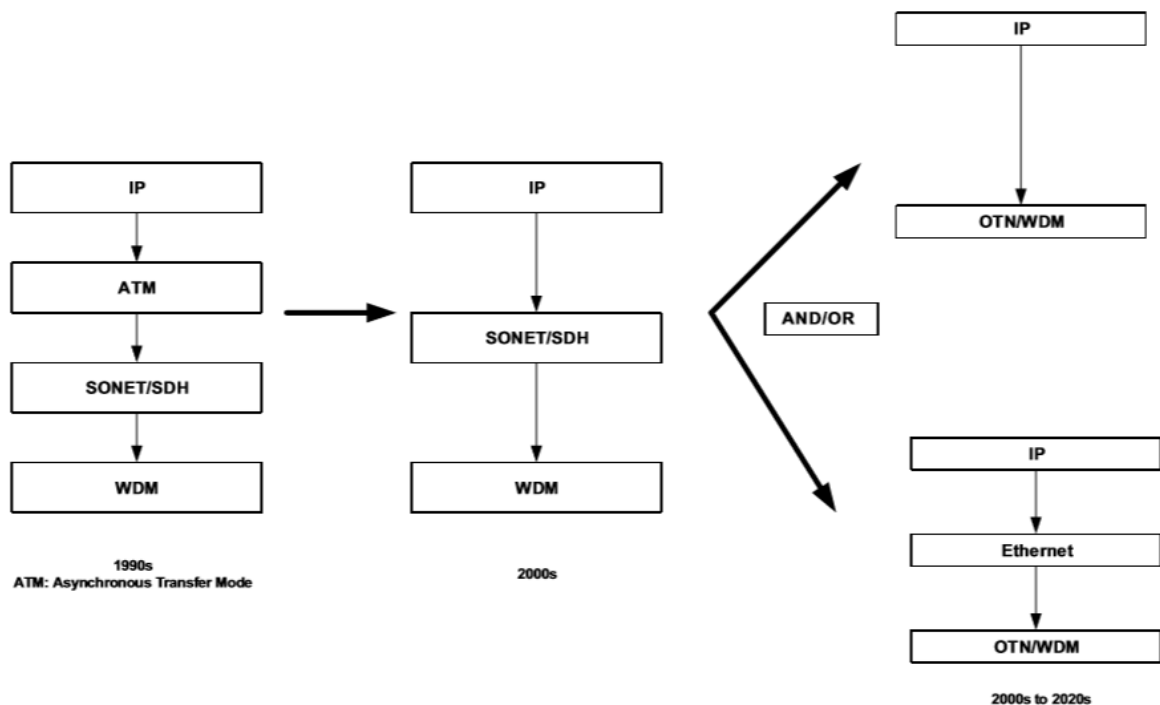 IP
ATM
SONET/SDH
WDM
1990s
ATM: Asynchronous Transfer Mode
IP
SONET/SDH
WDM
2000s
AND/OR
IP
OTN/WDM
IP
Ethernet
OTN/WDM
2000s to 2020s